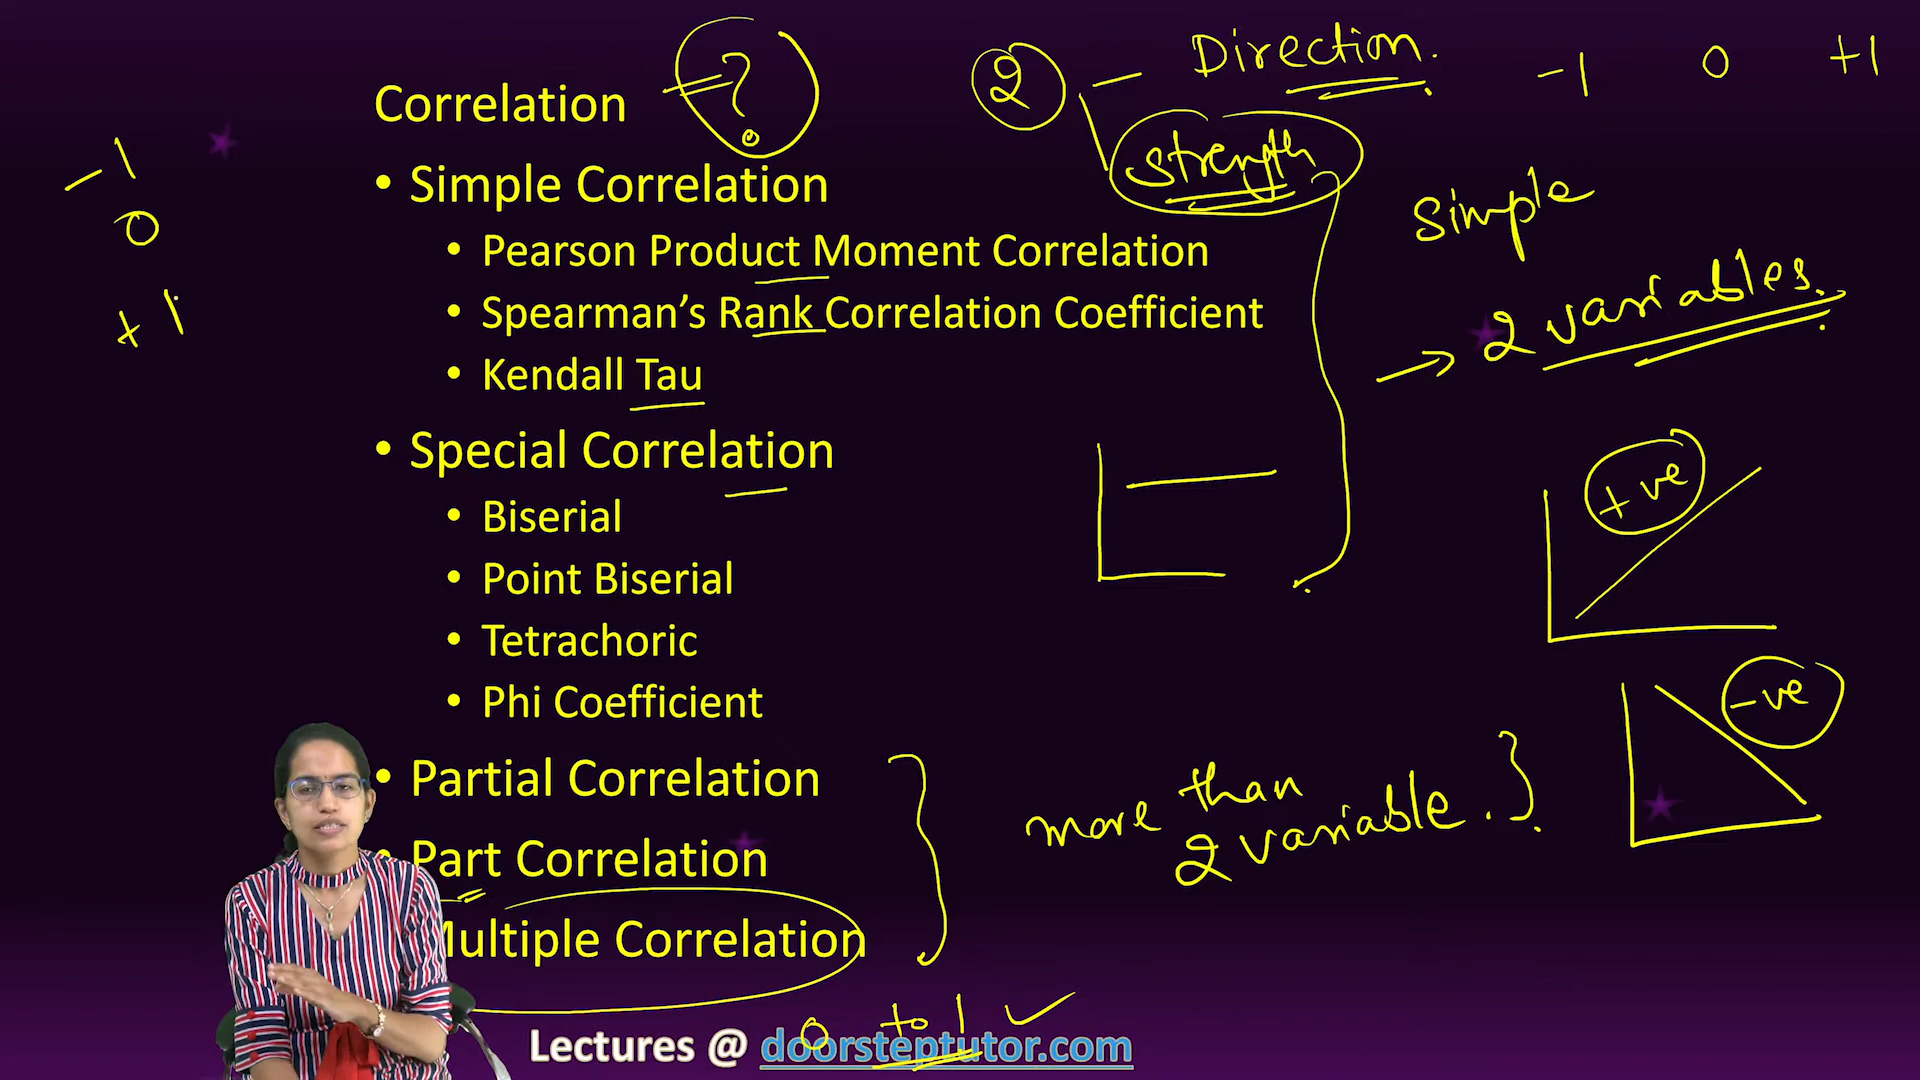 Correlation ?
• Simple Correlation
• Pearson Product Moment Correlation
• Spearman’s Rank Correlation Coefficient
• Kendall Tau
• Special Correlation
• Biserial
• Point Biserial
• Tetrachoric
• Phi Coefficient
• Partial Correlation
• Part Correlation
Multiple Correlation
0 to 1
Lectures @ doorsteptutor.com
-1
0
+1
2 - Direction.
strength
-1 0 +1
Simple
→ 2 variables.
+ve
-ve
more than
2 variable.